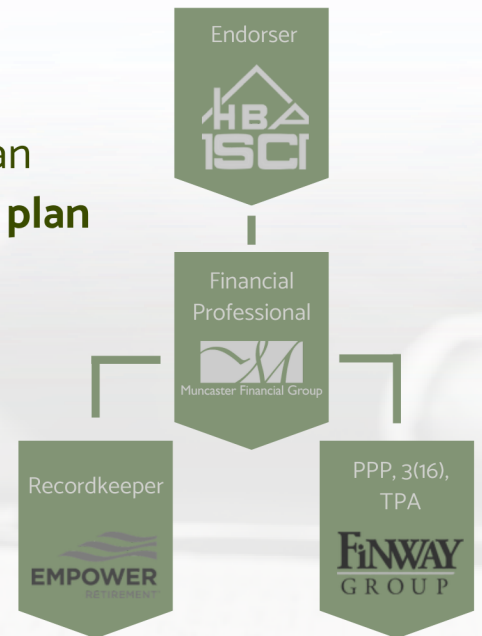 Endorser
HBA
ISCI
an
plan
Financial
Professional
Muncaster Financial Group
Recordkeeper
EMPOWER
RETIREMENT
PPP, 3(16),
TPA
FiNWAY
GROUP